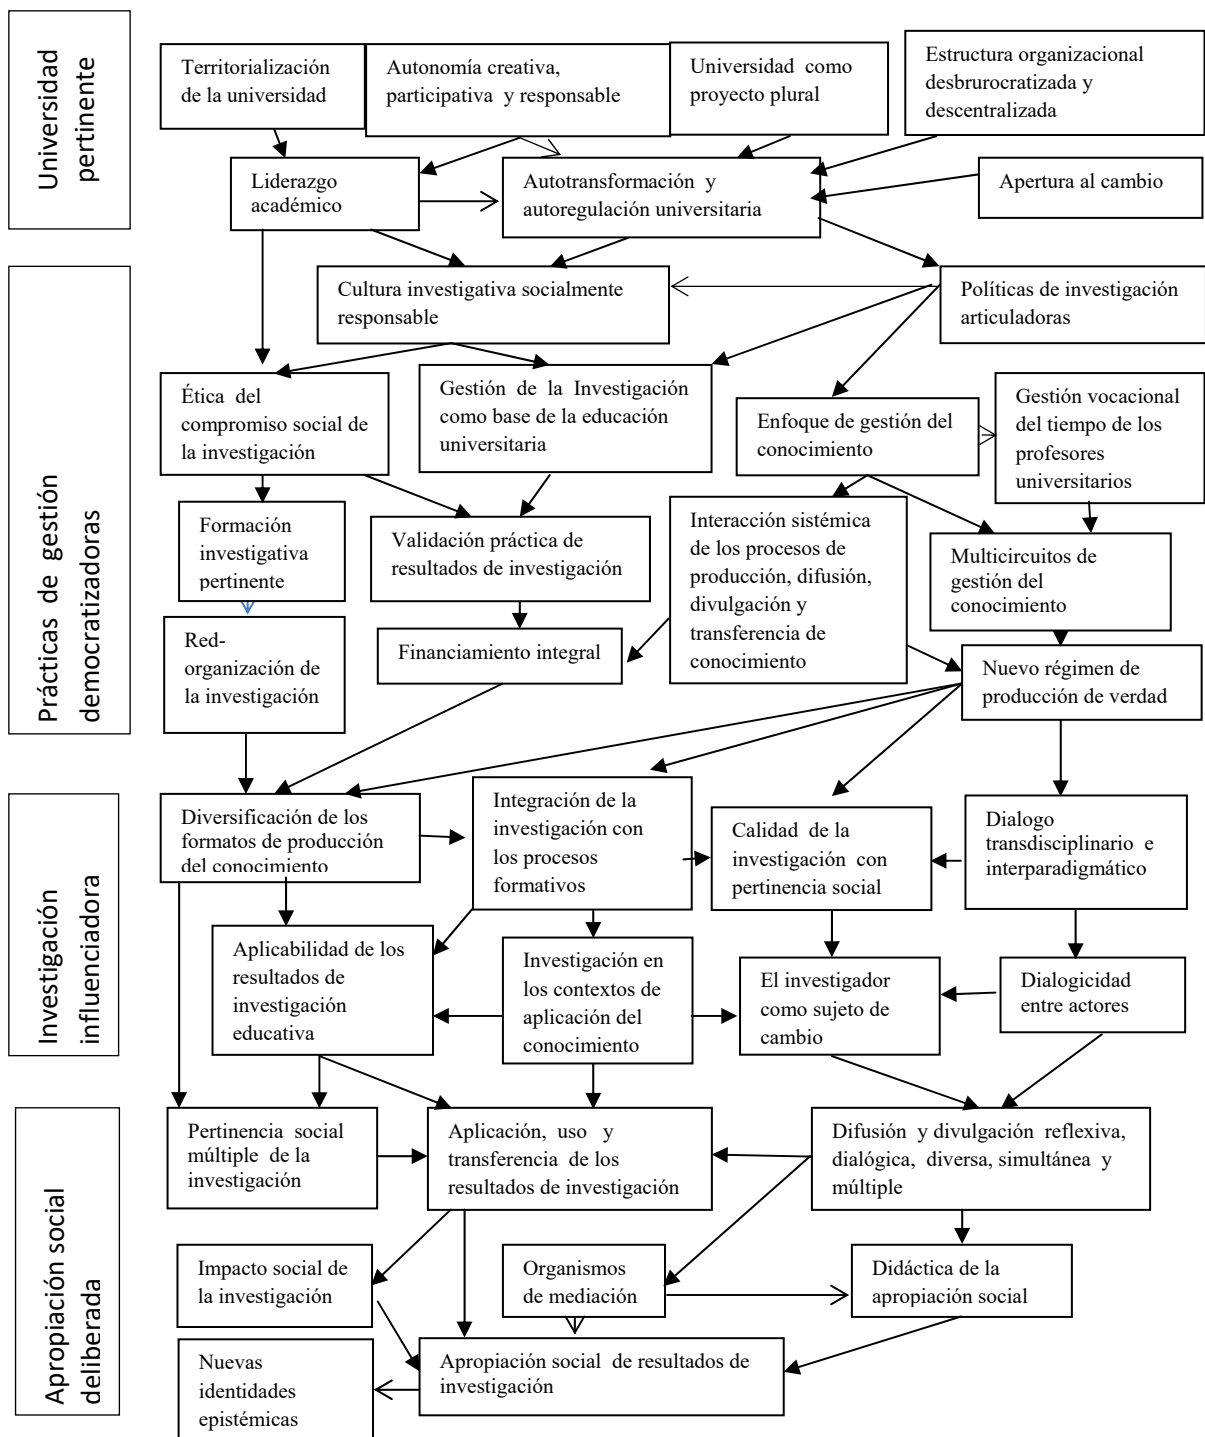 Universidad
pertinente
Territorialización
de la universidad
Autonomía creativa,
participativa y responsable
Universidad como
proyecto plural
Estructura organizacional
desbrurocratizada y
descentralizada
Liderazgo
académico
Autotransformación y
autoregulación universitaria
Apertura al cambio
Prácticas de gestión
democratizadoras
Cultura investigativa socialmente
responsable
Políticas de investigación
articuladoras
Ética del
compromiso social de
la investigación
Gestión de la Investigación
como base de la educación
universitaria
Enfoque de gestión del
conocimiento
Gestión vocacional
del tiempo de los
profesores
universitarios
Formación
investigativa
pertinente
Validación práctica de
resultados de investigación
Interacción sistémica
de los procesos de
producción, difusión,
divulgación y
transferencia de
conocimiento
Multicircuitos de
gestión del
conocimiento
Red-
organización de
la investigación
Financiamiento integral
Nuevo régimen de
producción de verdad
Investigación
influenciadora
Diversificación de los
formatos de producción
del conocimiento
Integración de la
investigación con
los procesos
formativos
Calidad de la
investigación con
pertinencia social
Dialogo
transdisciplinario e
interparadigmático
Aplicabilidad de los
resultados de
investigación
educativa
Investigación en
los contextos de
aplicación del
conocimiento
El investigador
como sujeto de
cambio
Dialogicidad
entre actores
Apropiación social
deliberada
Pertinencia social
múltiple de la
investigación
Aplicación, uso y
transferencia de los
resultados de investigación
Difusión y divulgación reflexiva,
dialógica, diversa, simultánea y
múltiple
Impacto social de
la investigación
Organismos
de mediación
Didáctica de la
apropiación social
Nuevas
identidades
epistémicas
Apropiación social de resultados de
investigación